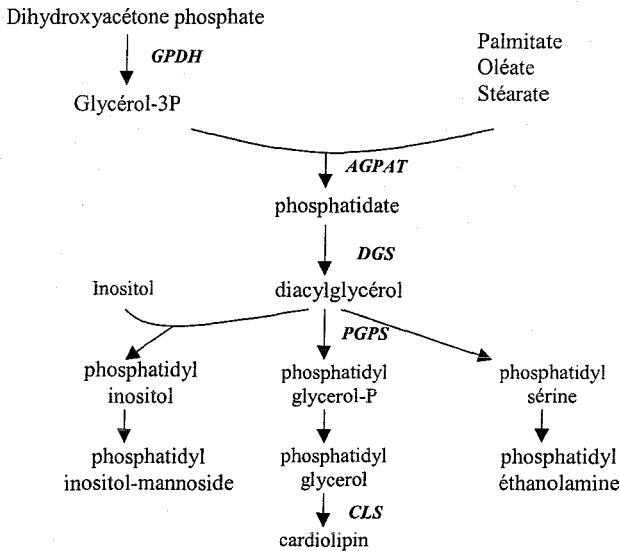 Dihydroxyacétone phosphate
GPDH
Glycérol-3P
Palmitate
Oléate
Stéarate
AGPAT
phosphatidate
DGS
Inositol
diacylglycérol
PGPS
phosphatidyl
inositol
phosphatidyl
glycerol-P
phosphatidyl
sérine
phosphatidyl
inositol-mannoside
phosphatidyl
glycerol
phosphatidyl
éthanolamine
CLS
cardiolipin